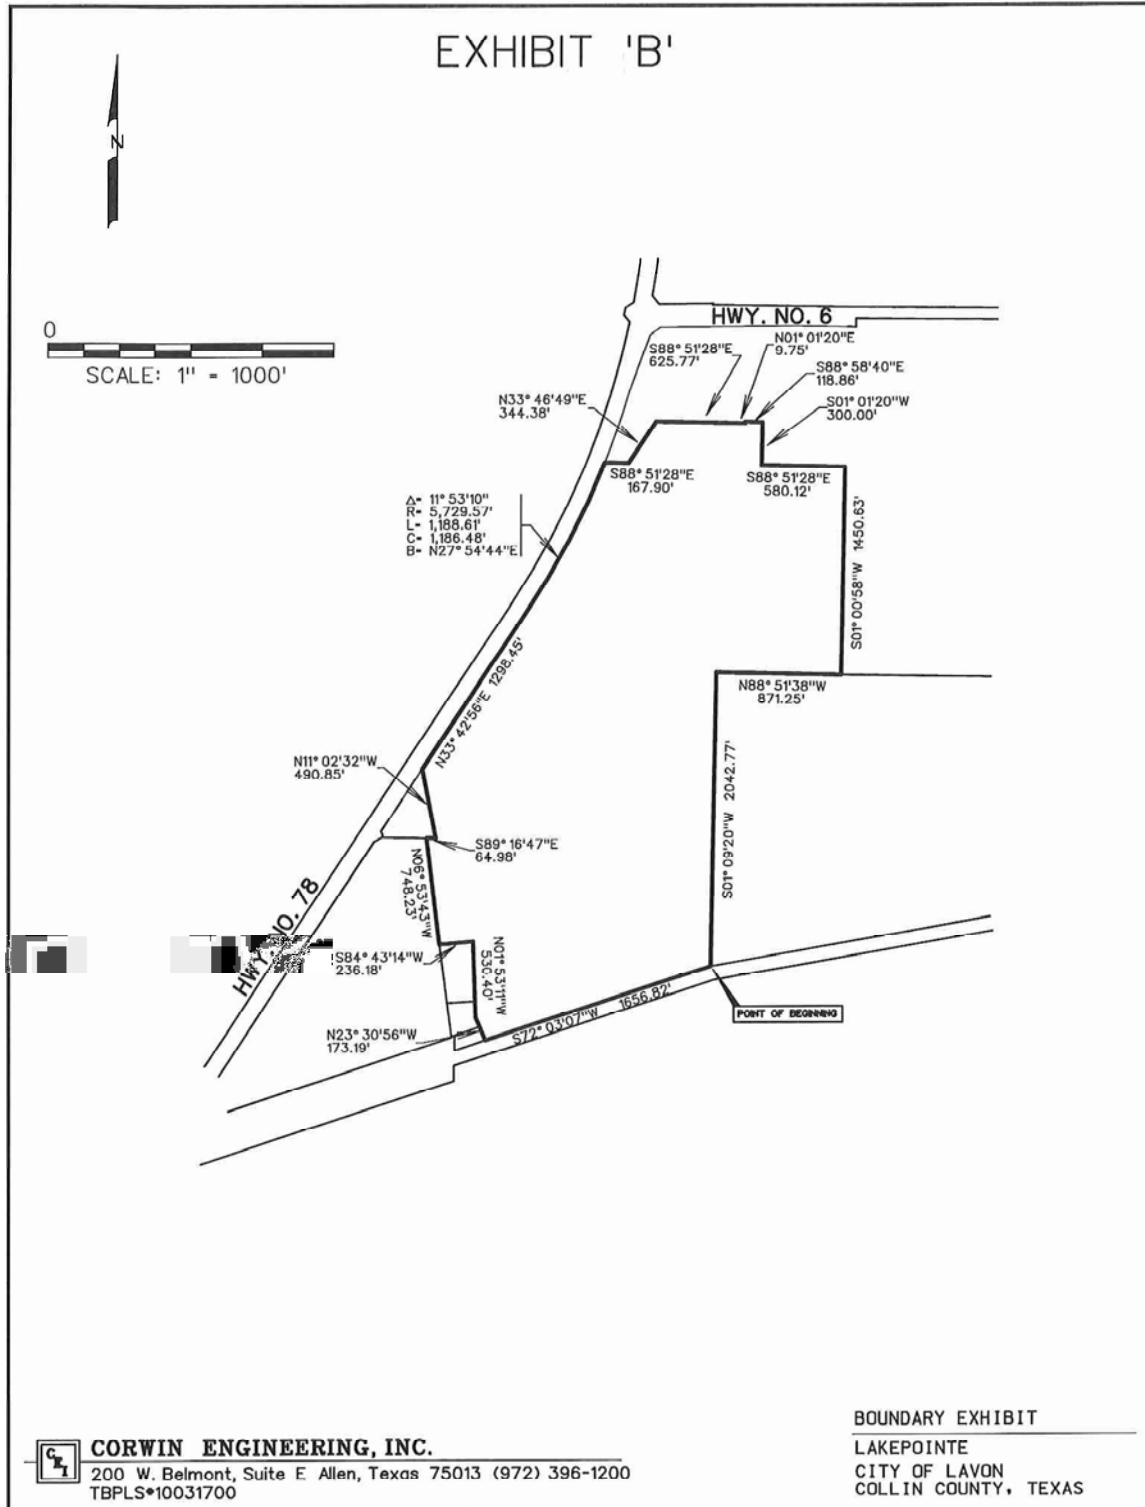 EXHIBIT 'B'
N
0
SCALE: 1" = 1000'
HWY. NO. 6
S88° 51'28"E
625.77'
N01° 01'20"E
9.75'
S88° 58'40"E
118.86'
S01° 01'20"W
300.00'
N33° 46'49"E
344.38'
S88° 51'28"E
167.90'
S88° 51'28"E
580.12'
Δ= 11° 53'10"
R= 5,729.57'
L= 1,188.61'
C= 1,186.48'
B= N27° 54'44"E
S01° 00'58"W 1450.63'
N33° 42'56"E 1298.45'
N88° 51'38"W
871.25'
N11° 02'32"W
490.85'
S01° 09'20"W 2042.77'
S89° 16'47"E
64.98'
N06° 53'43"W
748.23'
HWY. NO. 78
S84° 43'14"W
236.18'
N01° 53'11"W
530.40'
N23° 30'56"W
173.19'
S72° 03'07"W 1656.82'
POINT OF BEGINNING
CEI
CORWIN ENGINEERING, INC.
200 W. Belmont, Suite E Allen, Texas 75013 (972) 396-1200
TBPLS#10031700
BOUNDARY EXHIBIT
LAKEPOINTE
CITY OF LAVON
COLLIN COUNTY, TEXAS